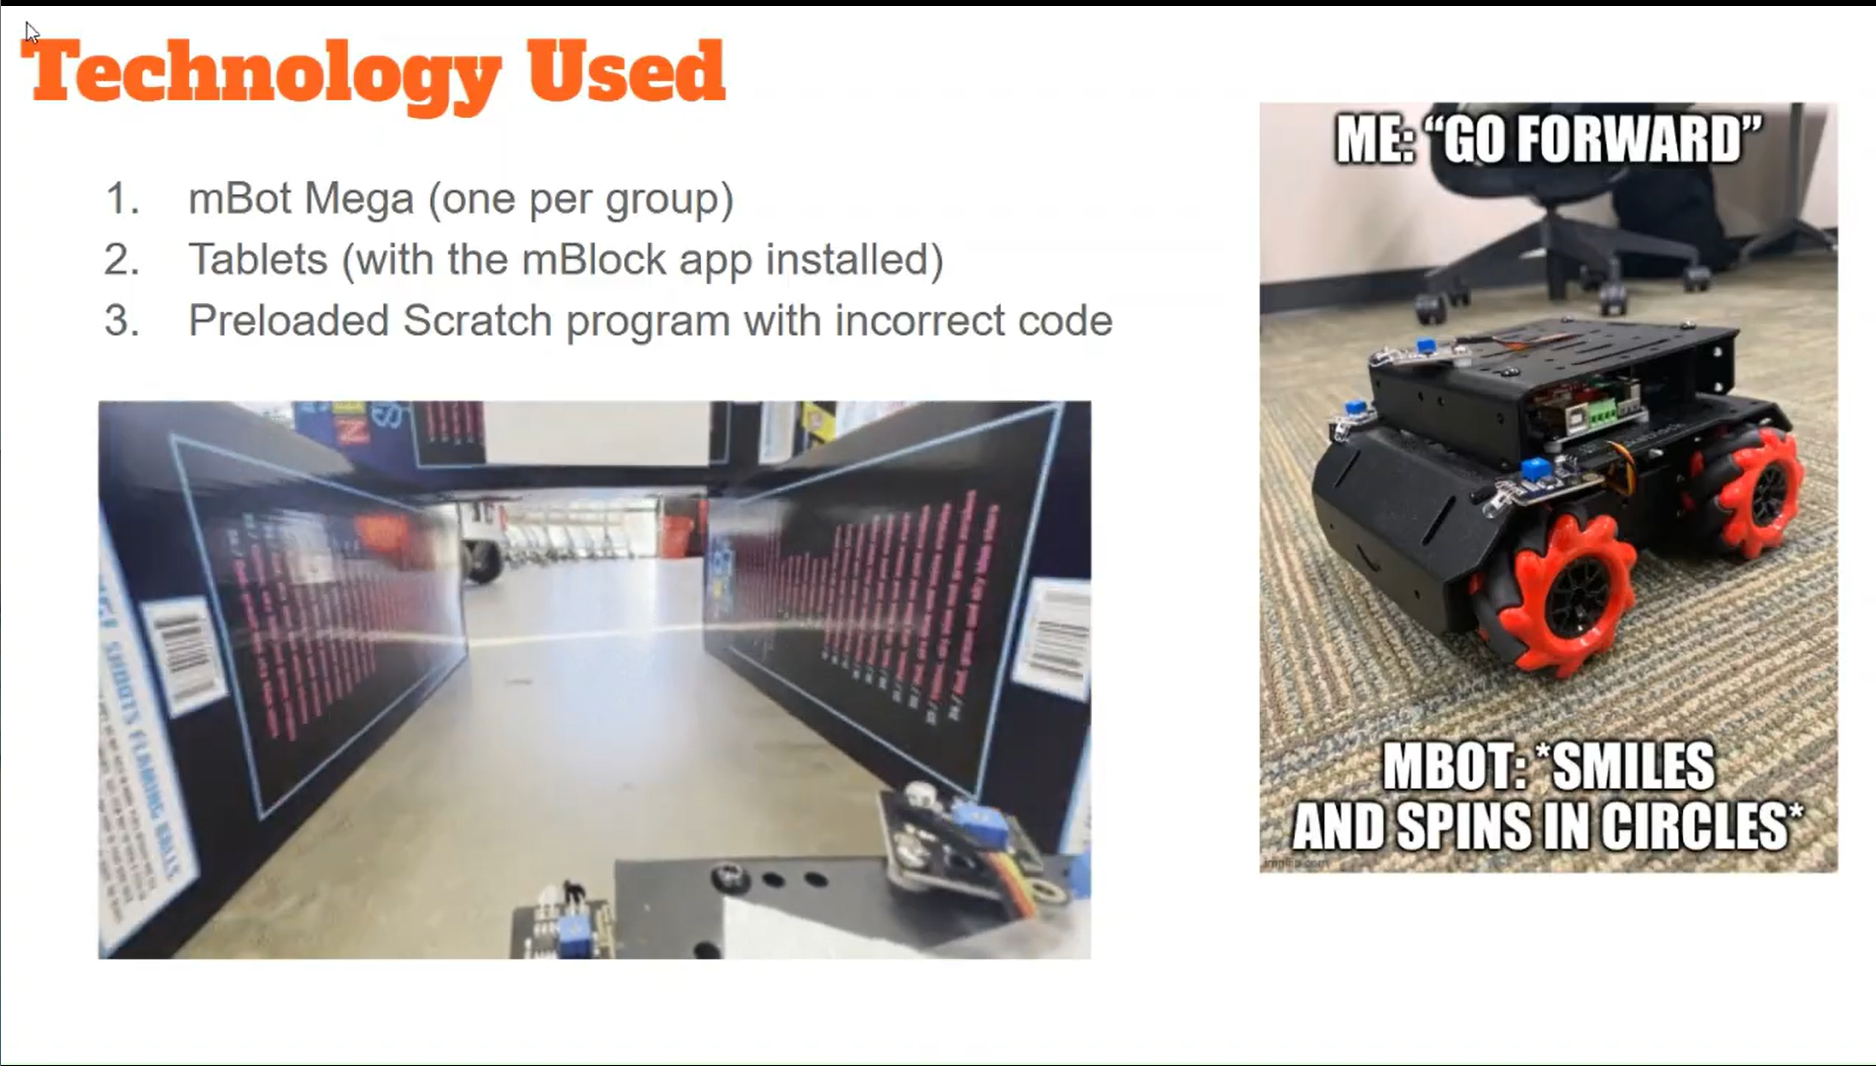 Technology Used
1. mBot Mega (one per group)
2. Tablets (with the mBlock app installed)
3. Preloaded Scratch program with incorrect code
ME: “GO FORWARD”
MBOT: *SMILES
AND SPINS IN CIRCLES*
imgflip.com
SHOOTS FLAMING BALLS